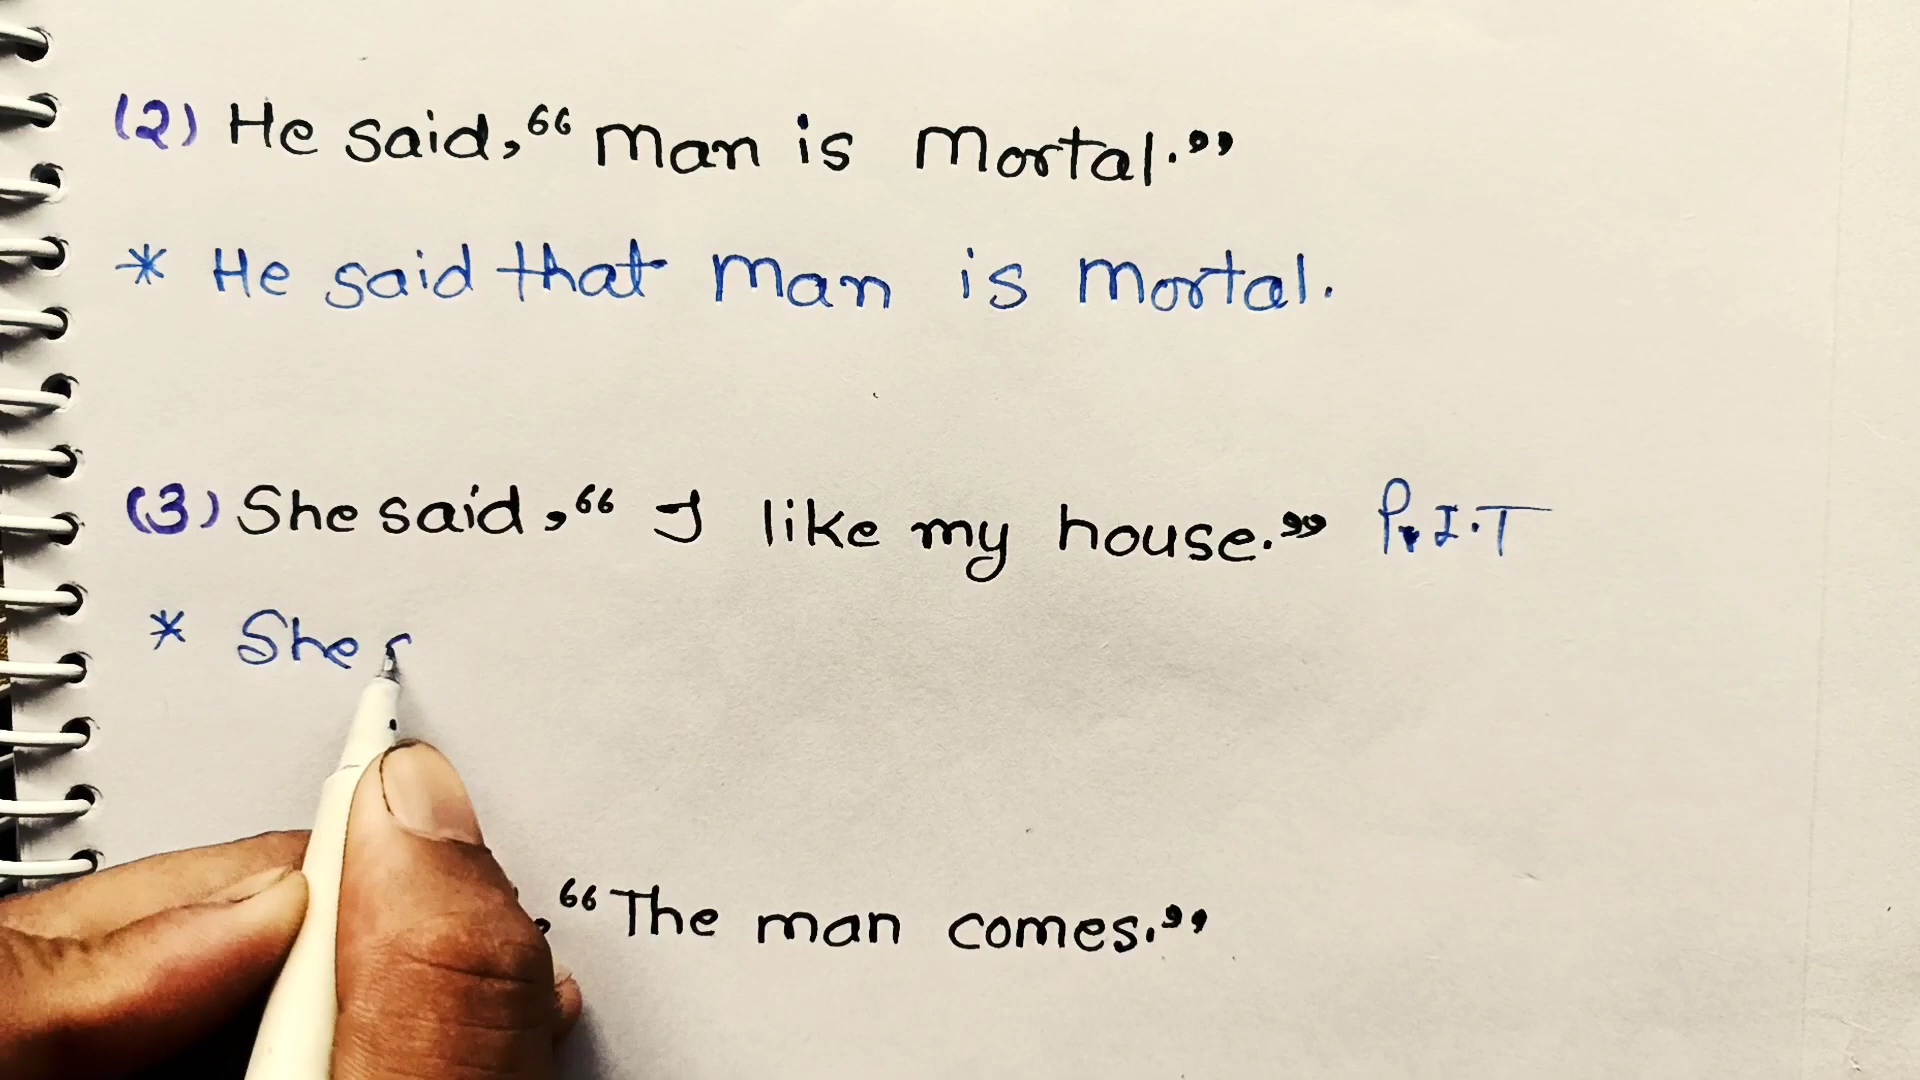 (2) He said, “Man is Mortal.”
* He said that Man is Mortal.
(3) She said, “I like my house.” Pr.I.T
* She s
, “The man comes.”